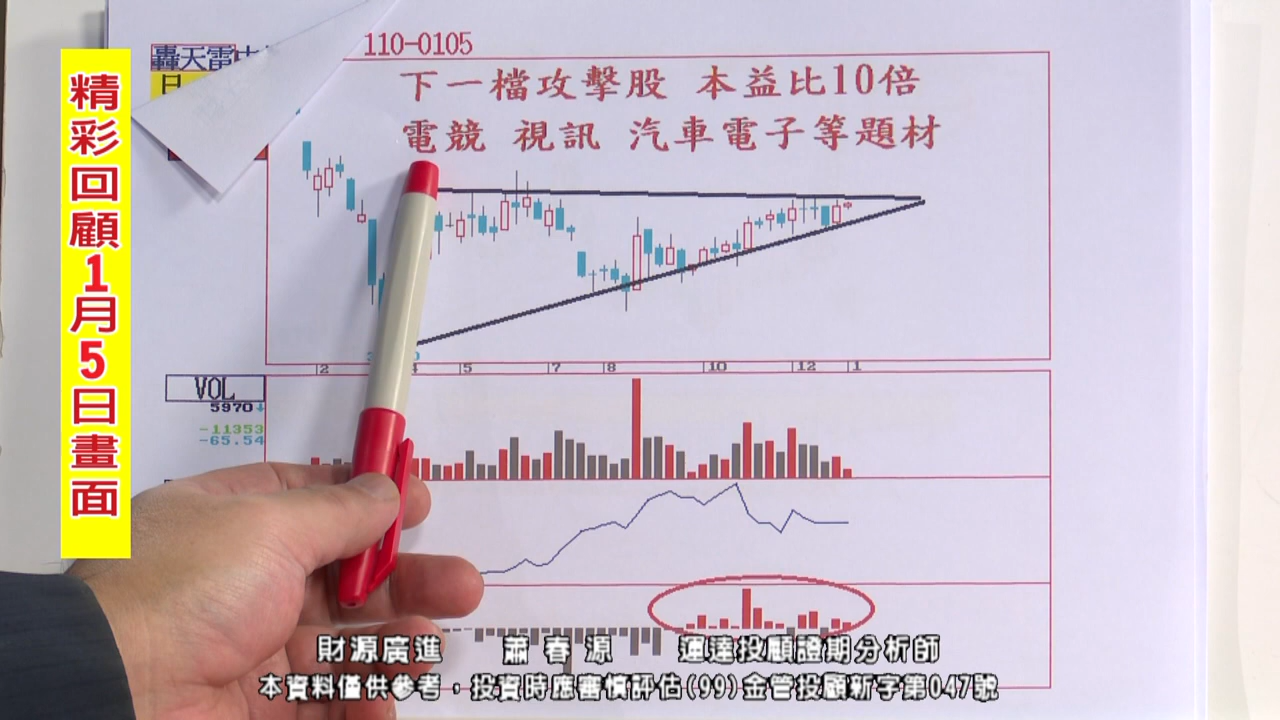 精彩回顧1月5日畫面
轟天雷
110-0105
日
下一檔攻擊股 本益比10倍
電競 視訊 汽車電子等題材
2 4 5 7 8 10 12 1
VOL
5970↓
-11353
-65.54
財源廣進 蕭春源 運達投顧證期分析師
本資料僅供參考，投資時應審慎評估(99)金管投顧新字第047號